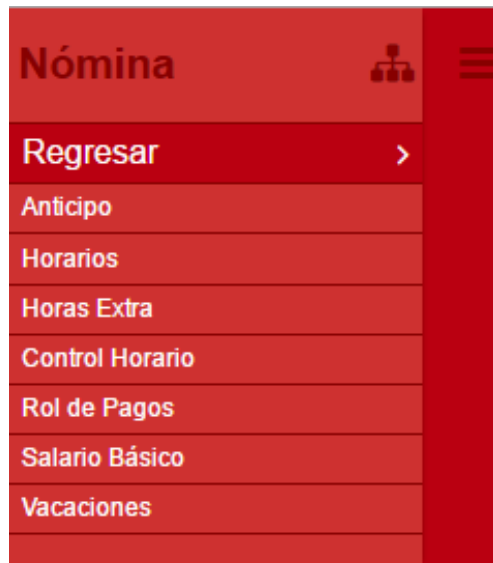 Nómina
Regresar
Anticipo
Horarios
Horas Extra
Control Horario
Rol de Pagos
Salario Básico
Vacaciones